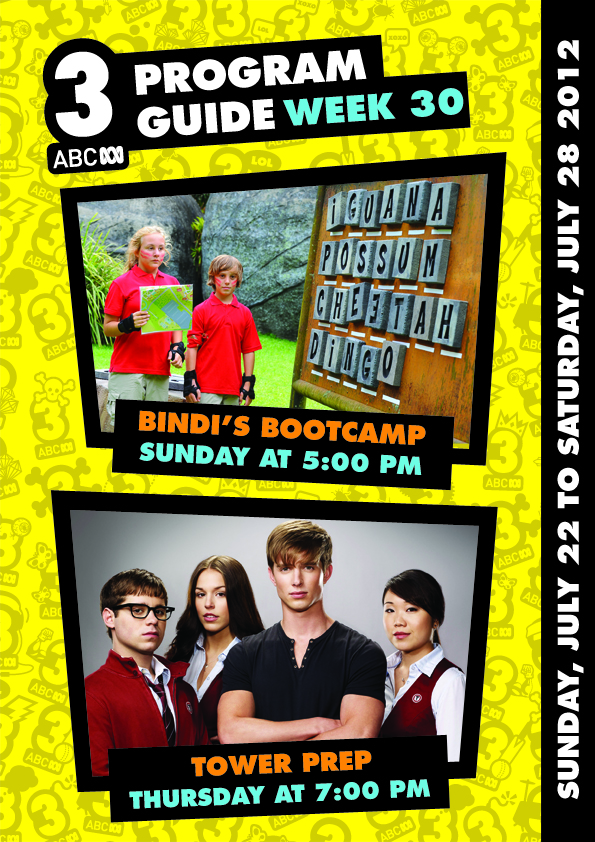 3 PROGRAM
GUIDE WEEK 30
ABC
IGUANA
POSSUM
CHEETAH
DINGO
BINDI'S BOOTCAMP
SUNDAY AT 5:00 PM
TOWER PREP
THURSDAY AT 7:00 PM
SUNDAY, JULY 22 TO SATURDAY, JULY 28 2012